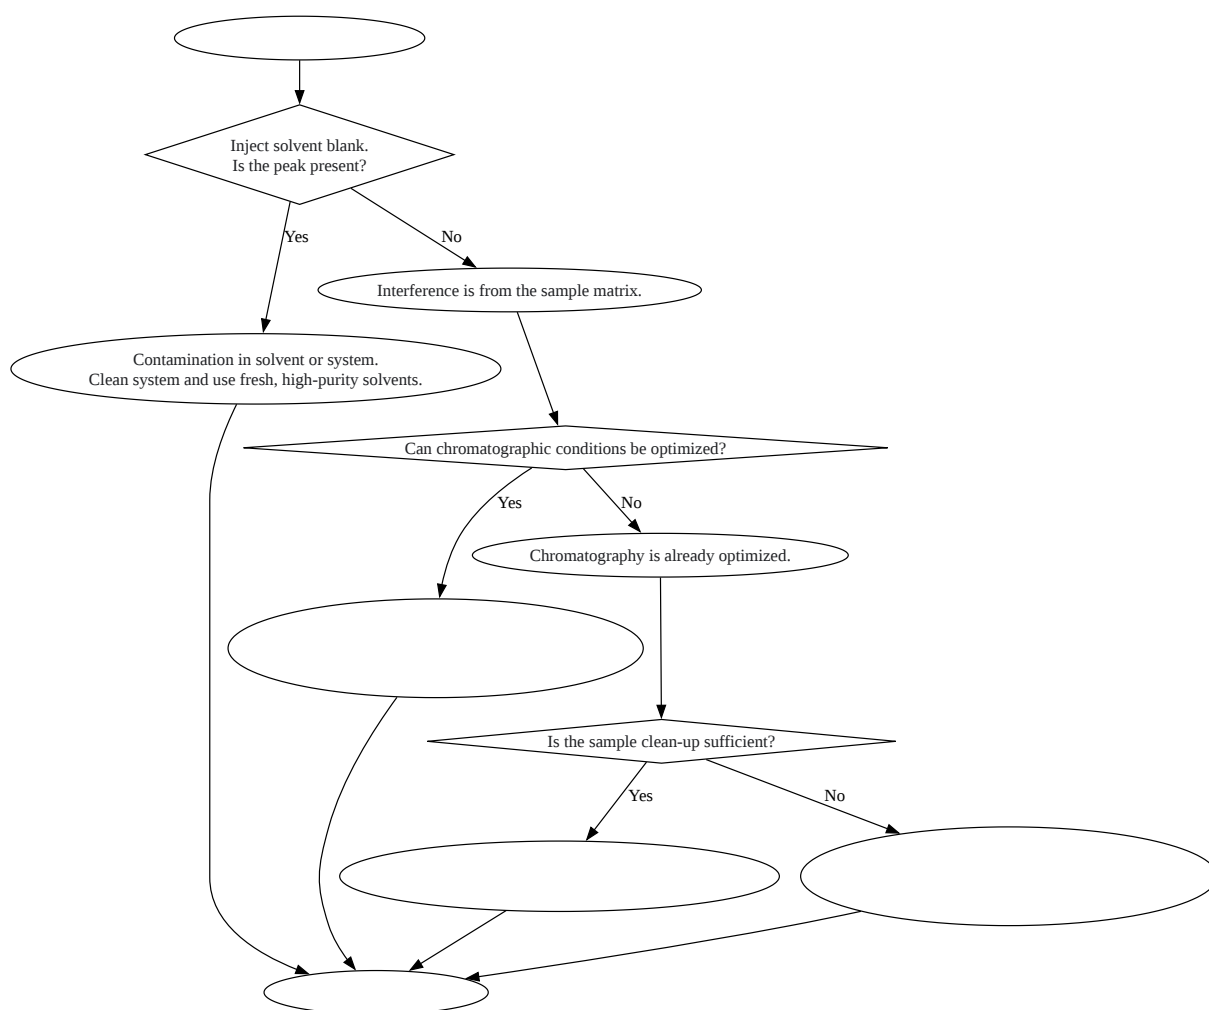 Inject solvent blank.
Is the peak present?
Yes
No
Interference is from the sample matrix.
Contamination in solvent or system.
Clean system and use fresh, high-purity solvents.
Can chromatographic conditions be optimized?
Yes
No
Chromatography is already optimized.
Is the sample clean-up sufficient?
Yes
No